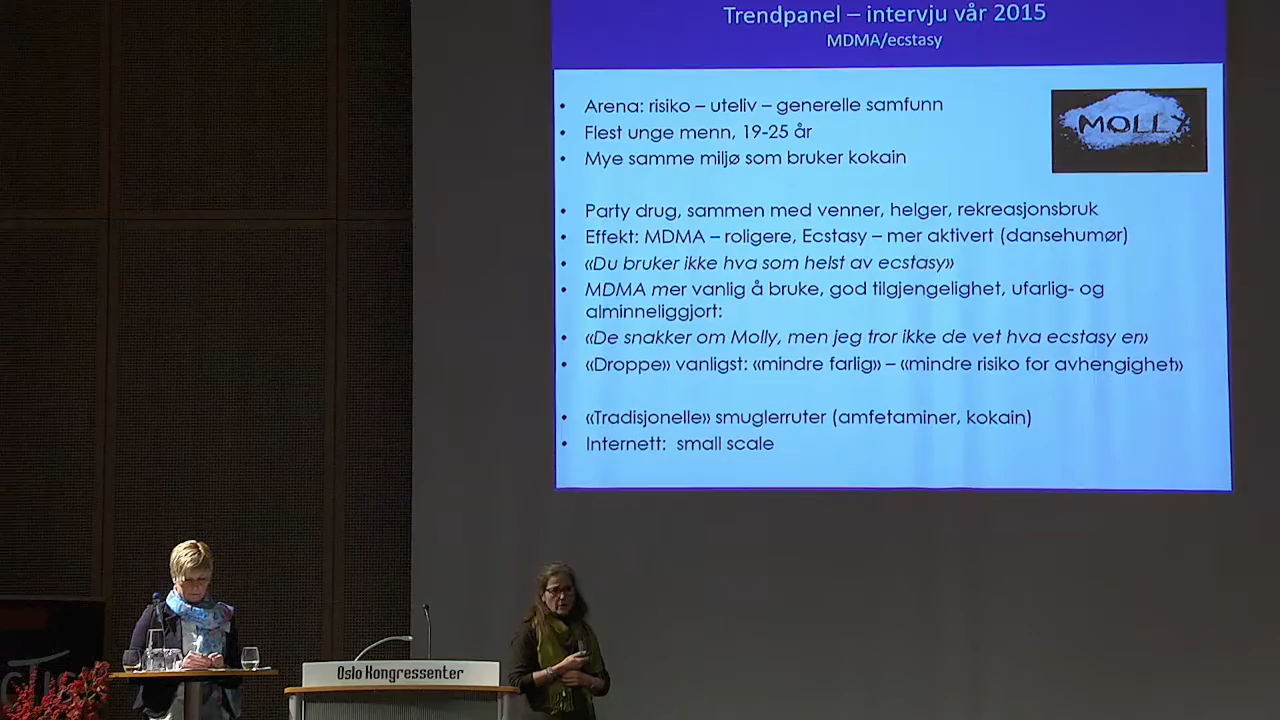 Trendpanel – intervju vår 2015
MDMA/ecstasy
• Arena: risiko – uteliv – generelle samfunn
• Flest unge menn, 19-25 år
• Mye samme miljø som bruker kokain
MOLLY
• Party drug, sammen med venner, helger, rekreasjonsbruk
• Effekt: MDMA – roligere, Ecstasy – mer aktivert (dansehumør)
• «Du bruker ikke hva som helst av ecstasy»
• MDMA mer vanlig å bruke, god tilgjengelighet, ufarlig- og
alminneliggjort:
• «De snakker om Molly, men jeg tror ikke de vet hva ecstasy en»
• «Droppe» vanligst: «mindre farlig» – «mindre risiko for avhengighet»
• «Tradisjonelle» smuglerruter (amfetaminer, kokain)
• Internett: small scale
Oslo Kongressenter